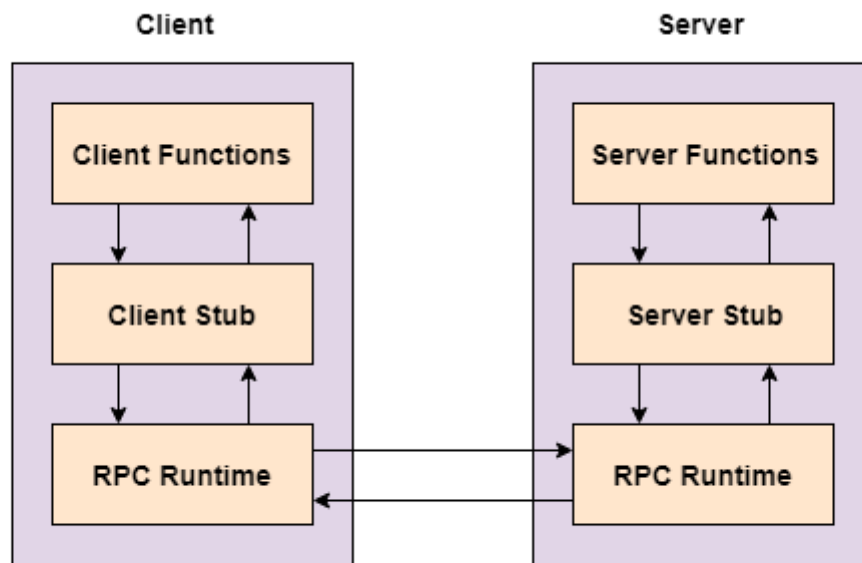 Client
Server
Client Functions
Server Functions
Client Stub
Server Stub
RPC Runtime
RPC Runtime